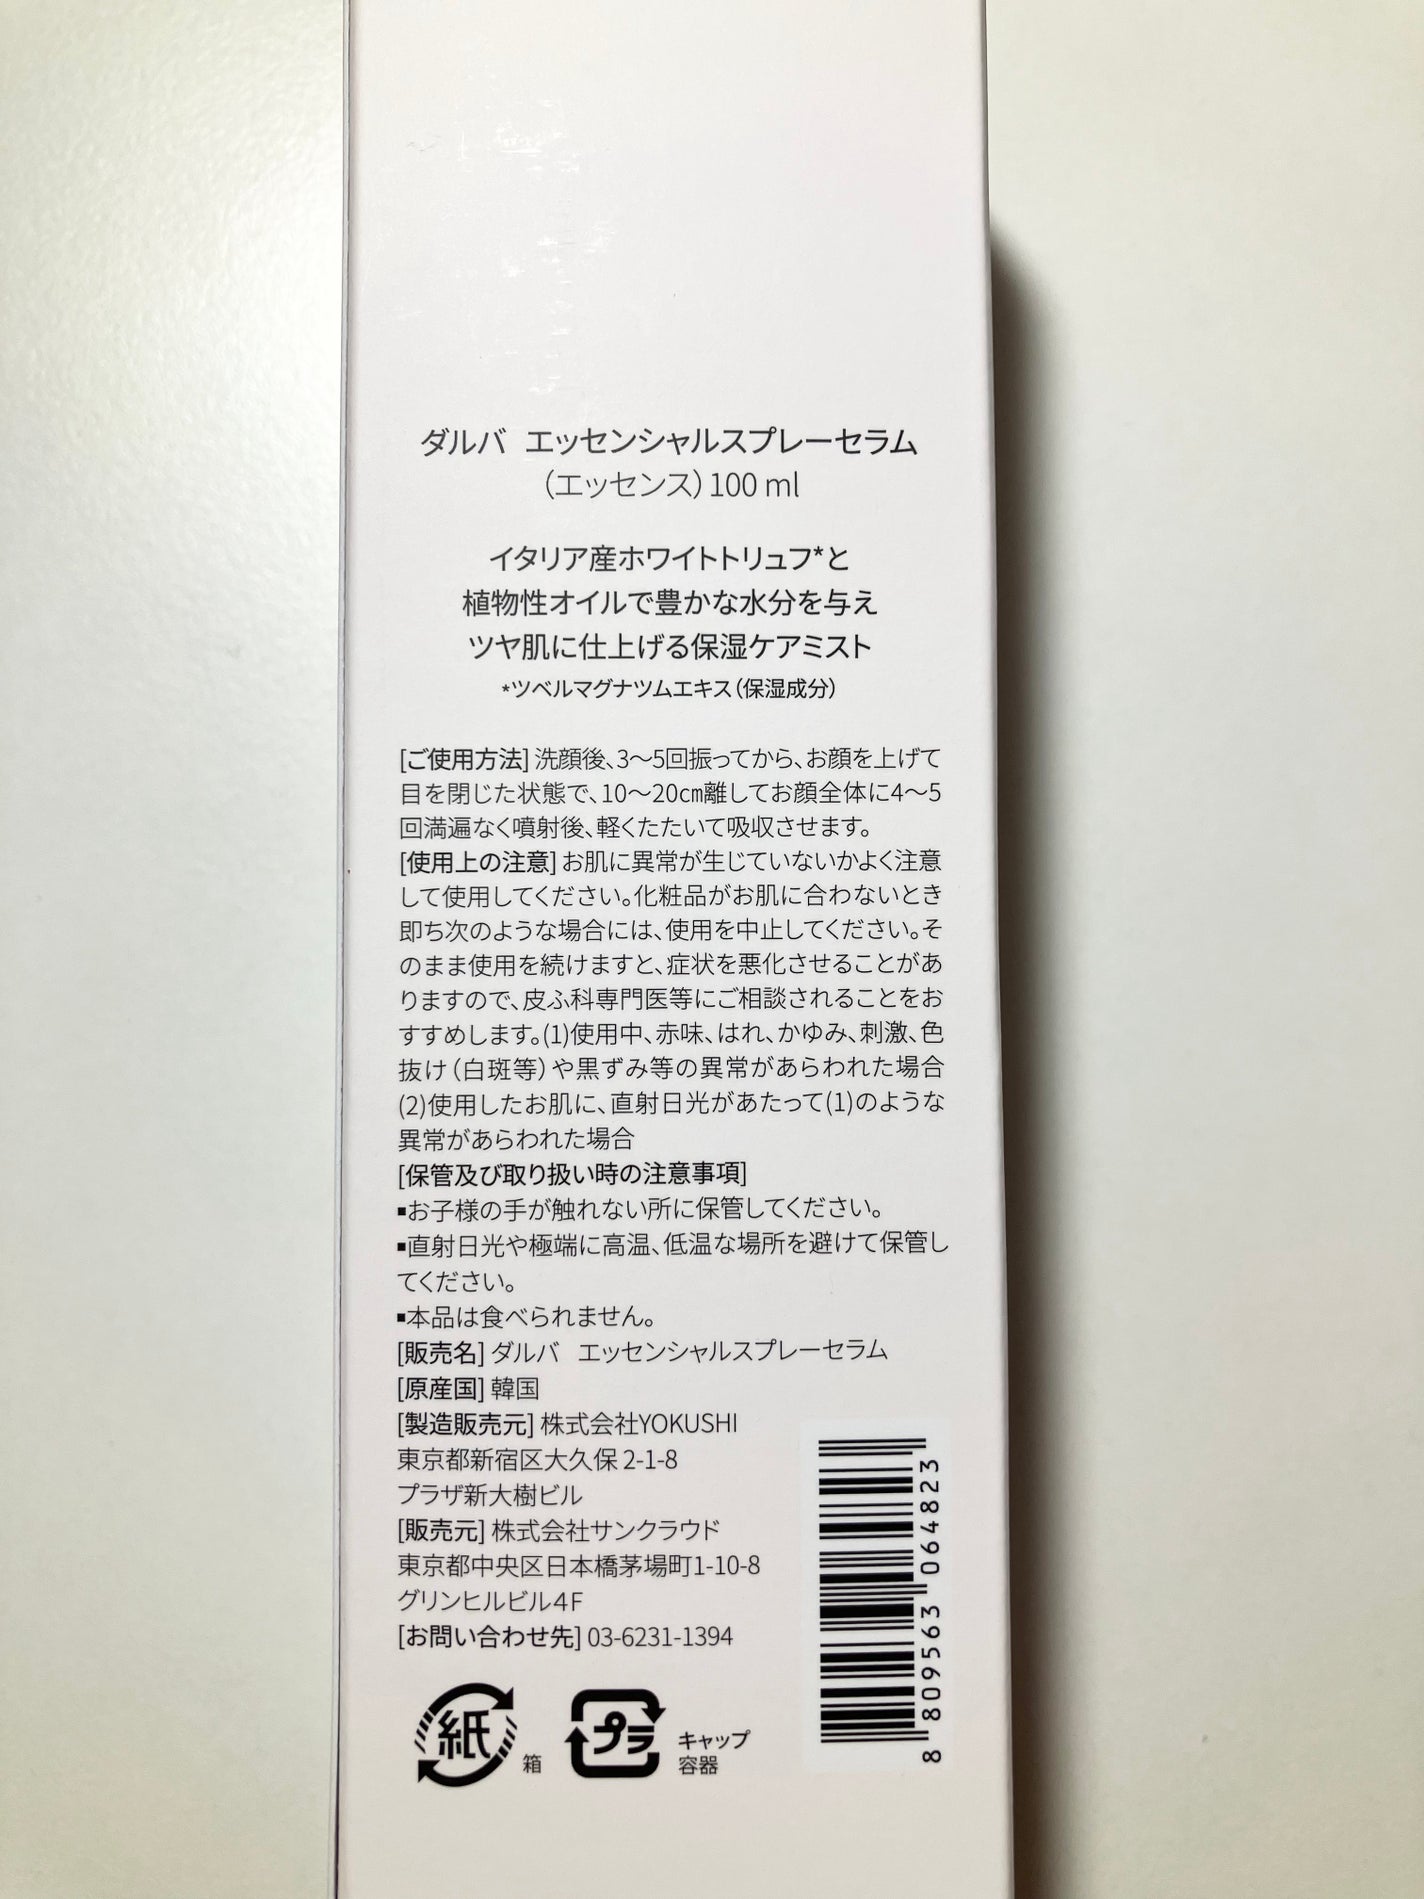 ダルバ エッセンシャルスプレーセラム
（エッセンス）100 ml
イタリア産ホワイトトリュフ*と
植物性オイルで豊かな水分を与え
ツヤ肌に仕上げる保湿ケアミスト
*ツベルマグナツムエキス（保湿成分）
[ご使用方法] 洗顔後、3〜5回振ってから、お顔を上げて
目を閉じた状態で、10〜20㎝離してお顔全体に4〜5
回満遍なく噴射後、軽くたたいて吸収させます。
[使用上の注意] お肌に異常が生じていないかよく注意
して使用してください。化粧品がお肌に合わないとき
即ち次のような場合には、使用を中止してください。そ
のまま使用を続けますと、症状を悪化させることがあ
りますので、皮ふ科専門医等にご相談されることをお
すすめします。(1)使用中、赤味、はれ、かゆみ、刺激、色
抜け（白斑等）や黒ずみ等の異常があらわれた場合
(2)使用したお肌に、直射日光があたって(1)のような
異常があらわれた場合
[保管及び取り扱い時の注意事項]
▪お子様の手が触れない所に保管してください。
▪直射日光や極端に高温、低温な場所を避けて保管し
てください。
▪本品は食べられません。
[販売名] ダルバ エッセンシャルスプレーセラム
[原産国] 韓国
[製造販売元] 株式会社YOKUSHI
東京都新宿区大久保 2-1-8
プラザ新大樹ビル
[販売元] 株式会社サンクラウド
東京都中央区日本橋茅場町1-10-8
グリンヒルビル４F
[お問い合わせ先] 03-6231-1394
紙
箱
プラ
キャップ
容器
8 809563 064823